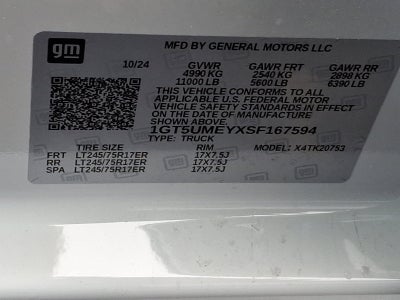 gm
MFD BY GENERAL MOTORS LLC
10/24 GVWR GAWR FRT GAWR RR
4990 KG 2540 KG 2898 KG
11000 LB 5600 LB 6390 LB
THIS VEHICLE CONFORMS TO ALL
APPLICABLE U.S. FEDERAL MOTOR
VEHICLE SAFETY STANDARDS IN EFFECT
ON THE DATE OF MANUFACTURE SHOWN ABOVE.
1GT5UMEYXSF167594
TYPE: TRUCK MODEL: X4TK20753
TIRE SIZE RIM
FRT LT245/75R17ER 17X7.5J
RR LT245/75R17ER 17X7.5J
SPA LT245/75R17ER 17X7.5J